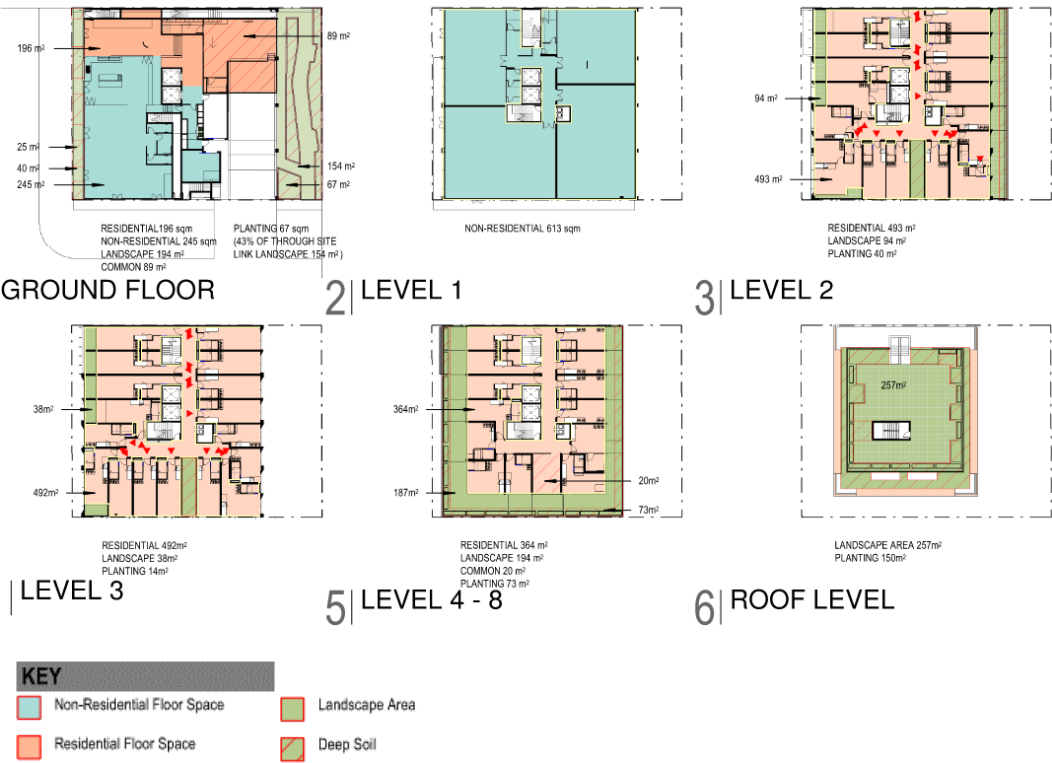 196 m²
89 m²
25 m²
40 m²
245 m²
154 m²
67 m²
RESIDENTIAL196 sqm
NON-RESIDENTIAL 245 sqm
LANDSCAPE 194 m²
COMMON 89 m²
PLANTING 67 sqm
(43% OF THROUGH SITE
LINK LANDSCAPE 154 m²)
GROUND FLOOR
NON-RESIDENTIAL 613 sqm
2 LEVEL 1
94 m²
493 m²
RESIDENTIAL 493 m²
LANDSCAPE 94 m²
PLANTING 40 m²
3 LEVEL 2
38m²
492m²
RESIDENTIAL 492m²
LANDSCAPE 38m²
PLANTING 14m²
LEVEL 3
364m²
187m²
20m²
73m²
RESIDENTIAL 364 m²
LANDSCAPE 194 m²
COMMON 20 m²
PLANTING 73 m²
5 LEVEL 4 - 8
257m²
LANDSCAPE AREA 257m²
PLANTING 150m²
6 ROOF LEVEL
KEY
Non-Residential Floor Space
Landscape Area
Residential Floor Space
Deep Soil